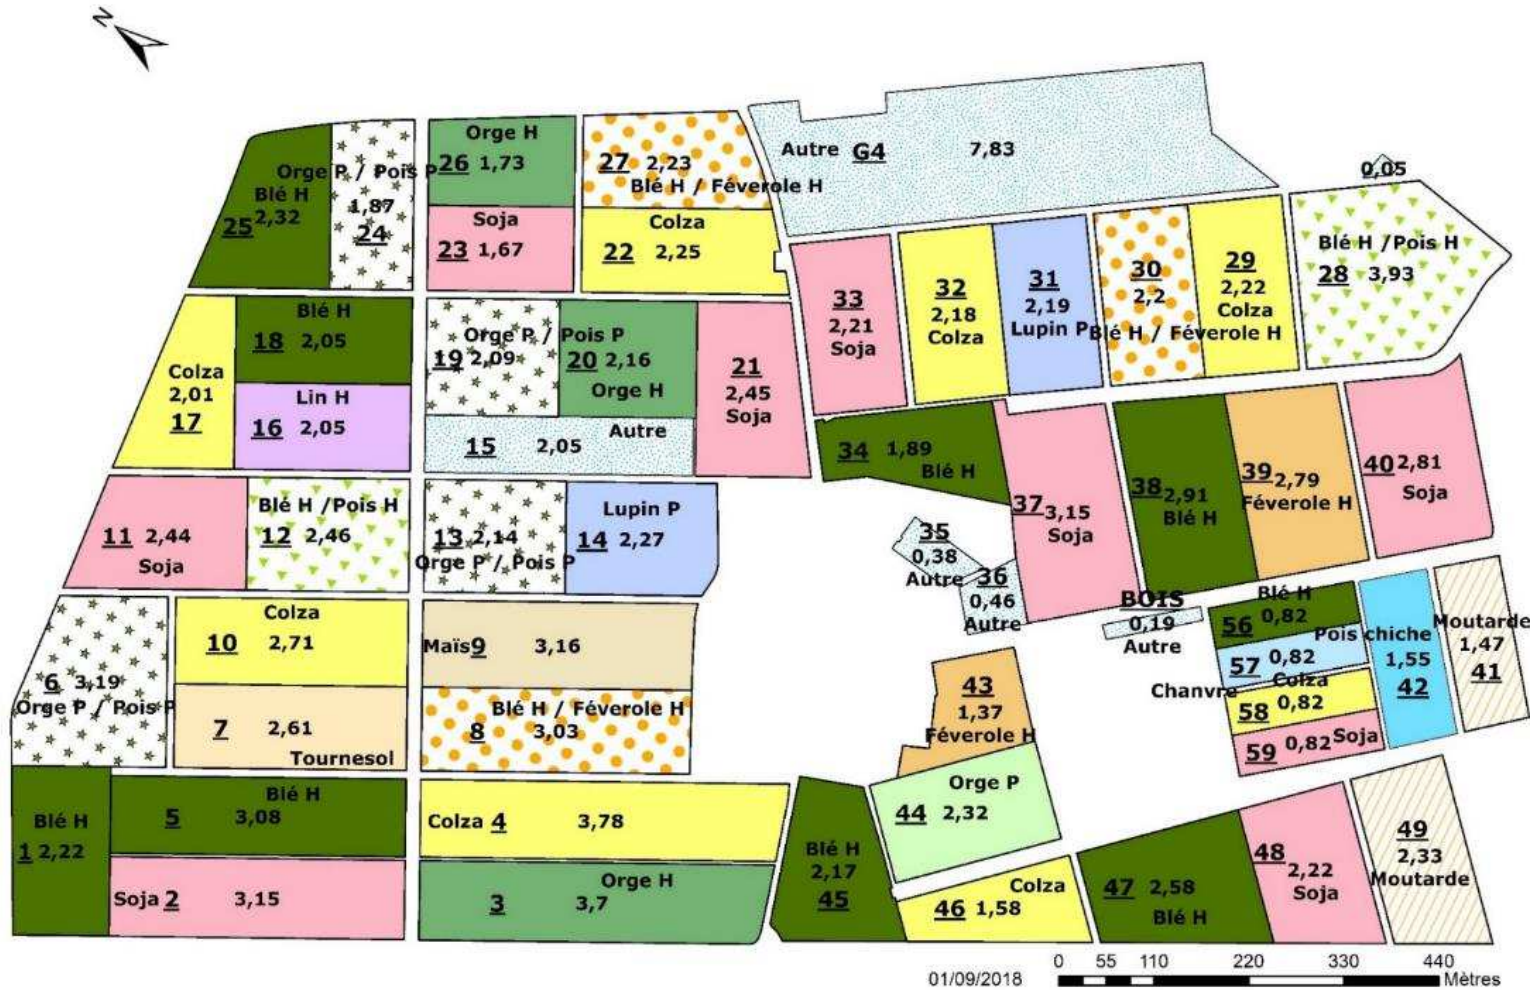 N
Autre G4 7,83
0,05
Orge H
26 1,73
27 2,23
Blé H / Féverole H
Orge P / Pois P
1,87
24
Blé H
2,32
25
Soja
23 1,67
Colza
22 2,25
33
2,21
Soja
32
2,18
Colza
31
2,19
Lupin P
30
2,2
Blé H / Féverole H
29
2,22
Colza
Blé H /Pois H
28 3,93
Blé H
18 2,05
Colza
2,01
17
Lin H
16 2,05
Orge P / Pois P
19 2,09
20 2,16
Orge H
21
2,45
Soja
Autre
15 2,05
34 1,89
Blé H
37 3,15
Soja
38 2,91
Blé H
39 2,79
Féverole H
40 2,81
Soja
11 2,44
Soja
Blé H /Pois H
12 2,46
13 2,14
Orge P / Pois P
Lupin P
14 2,27
35
0,38
Autre
36
0,46
Autre
BOIS
0,19
Autre
Blé H
56 0,82
57 0,82
Chanvre
Colza
58 0,82
59 0,82 Soja
Pois chiche
1,55
42
Moutarde
1,47
41
6 3,19
Orge P / Pois P
Colza
10 2,71
7 2,61
Tournesol
Maïs 9 3,16
Blé H / Féverole H
8 3,03
43
1,37
Féverole H
Orge P
44 2,32
Blé H
1 2,22
Blé H
5 3,08
Soja 2 3,15
Colza 4 3,78
Orge H
3 3,7
Blé H
2,17
45
Colza
46 1,58
47 2,58
Blé H
48 2,22
Soja
49
2,33
Moutarde
01/09/2018
0 55 110 220 330 440
Mètres